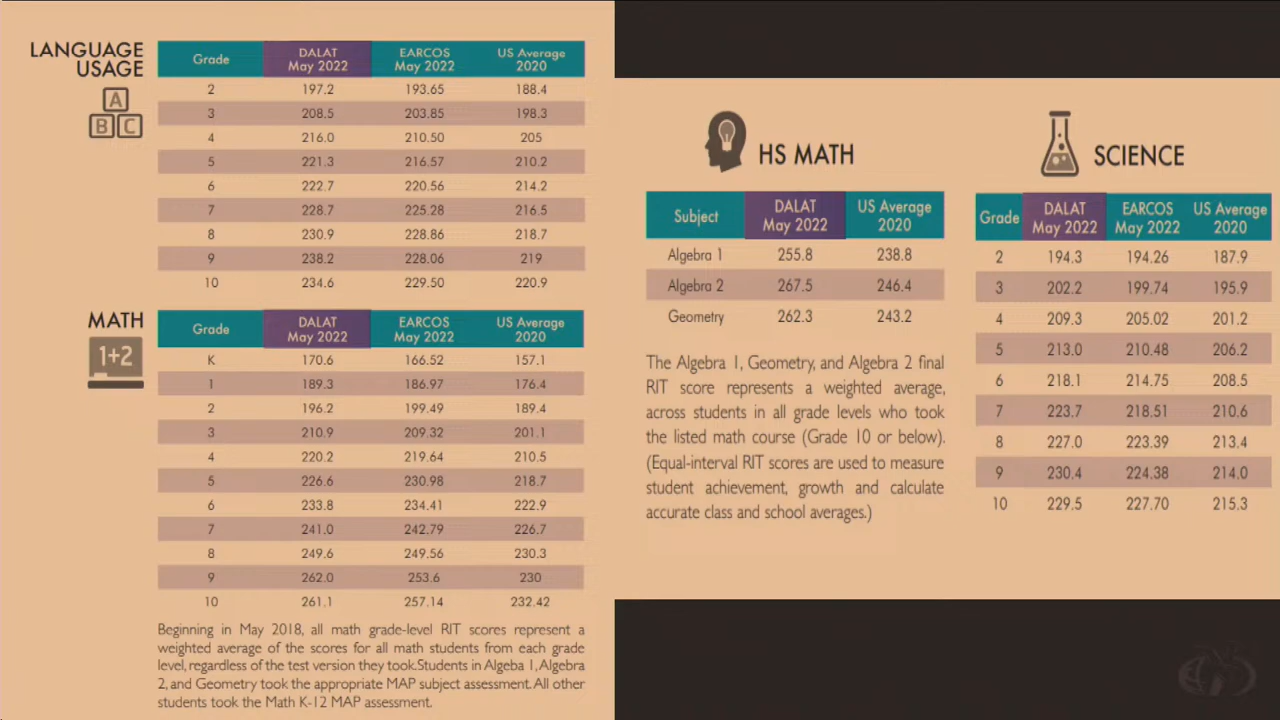 LANGUAGE
USAGE
A
B C
Grade DALAT May 2022 EARCOS May 2022 US Average 2020
2 197.2 193.65 188.4
3 208.5 203.85 198.3
4 216.0 210.50 205
5 221.3 216.57 210.2
6 222.7 220.56 214.2
7 228.7 225.28 216.5
8 230.9 228.86 218.7
9 238.2 228.06 219
10 234.6 229.50 220.9
MATH
1+2
Grade DALAT May 2022 EARCOS May 2022 US Average 2020
K 170.6 166.52 157.1
1 189.3 186.97 176.4
2 196.2 199.49 189.4
3 210.9 209.32 201.1
4 220.2 219.64 210.5
5 226.6 230.98 218.7
6 233.8 234.41 222.9
7 241.0 242.79 226.7
8 249.6 249.56 230.3
9 262.0 253.6 230
10 261.1 257.14 232.42
Beginning in May 2018, all math grade-level RIT scores represent a
weighted average of the scores for all math students from each grade
level, regardless of the test version they took.Students in Algeba 1, Algebra
2, and Geometry took the appropriate MAP subject assessment. All other
students took the Math K-12 MAP assessment.
HS MATH
Subject DALAT May 2022 US Average 2020
Algebra 1 255.8 238.8
Algebra 2 267.5 246.4
Geometry 262.3 243.2
The Algebra 1, Geometry, and Algebra 2 final
RIT score represents a weighted average,
across students in all grade levels who took
the listed math course (Grade 10 or below).
(Equal-interval RIT scores are used to measure
student achievement, growth and calculate
accurate class and school averages.)
SCIENCE
Grade DALAT May 2022 EARCOS May 2022 US Average 2020
2 194.3 194.26 187.9
3 202.2 199.74 195.9
4 209.3 205.02 201.2
5 213.0 210.48 206.2
6 218.1 214.75 208.5
7 223.7 218.51 210.6
8 227.0 223.39 213.4
9 230.4 224.38 214.0
10 229.5 227.70 215.3